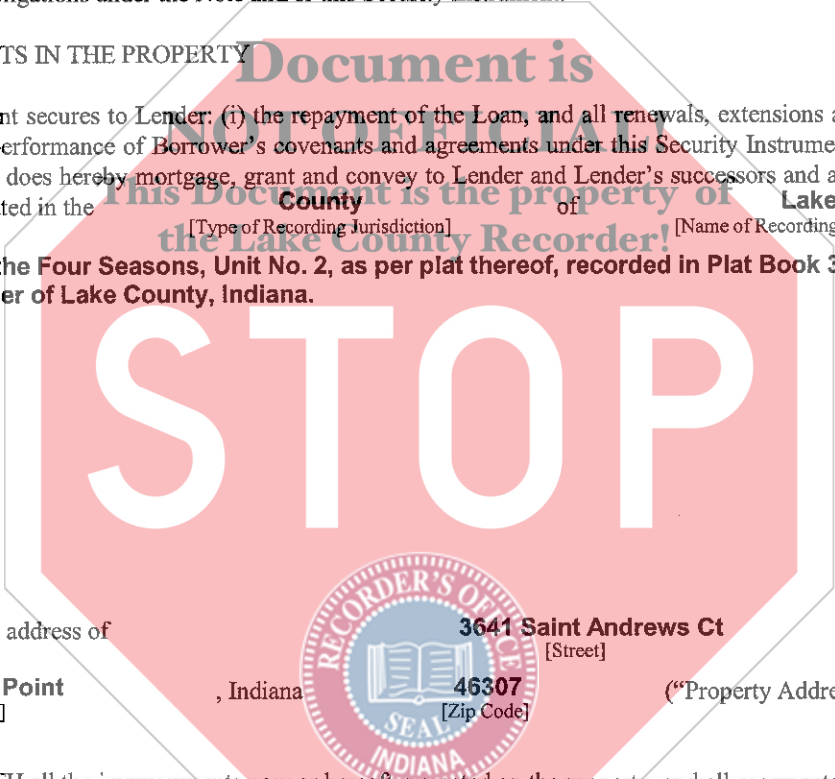 TS IN THE PROPERTY
Document is
nt secures to Lender: (i) the repayment of the Loan, and all renewals, extensions a
NOT OFFICIAL!
erformance of Borrower's covenants and agreements under this Security Instrume
does hereby mortgage, grant and convey to Lender and Lender's successors and a
This Document is the property of
ted in the County of Lake
[Type of Recording Jurisdiction] [Name of Recording
the Lake County Recorder!
the Four Seasons, Unit No. 2, as per plat thereof, recorded in Plat Book 3
er of Lake County, Indiana.
STOP
RECORDER'S OFFICE
SEAL
INDIANA
address of 3641 Saint Andrews Ct
[Street]
Point , Indiana 46307 ("Property Addre
] [Zip Code]